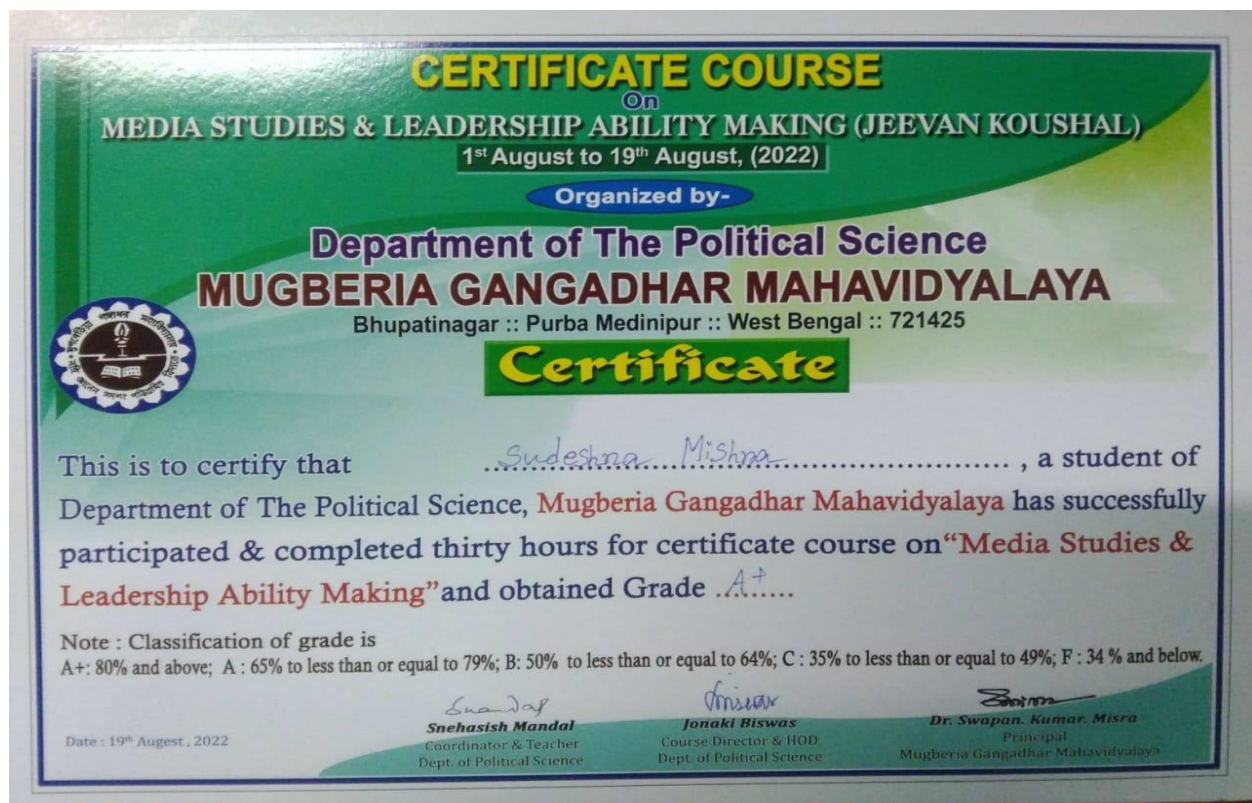 CERTIFICATE COURSE
On
MEDIA STUDIES & LEADERSHIP ABILITY MAKING (JEEVAN KOUSHAL)
1st August to 19th August, (2022)
Organized by-
Department of The Political Science
MUGBERIA GANGADHAR MAHAVIDYALAYA
Bhupatinagar :: Purba Medinipur :: West Bengal :: 721425
Certificate
This is to certify that ..Sudeshna...Mishra.................................. , a student of
Department of The Political Science, Mugberia Gangadhar Mahavidyalaya has successfully
participated & completed thirty hours for certificate course on“Media Studies &
Leadership Ability Making”and obtained Grade ..A+.....
Note : Classification of grade is
A+: 80% and above; A : 65% to less than or equal to 79%; B: 50% to less than or equal to 64%; C : 35% to less than or equal to 49%; F : 34 % and below.
Snehasish Mandal
Coordinator & Teacher
Dept. of Political Science
Jonaki Biswas
Course Director & HOD
Dept. of Political Science
Dr. Swapan. Kumar. Misra
Principal
Mugberia Gangadhar Mahavidyalaya
Date : 19th Augest , 2022